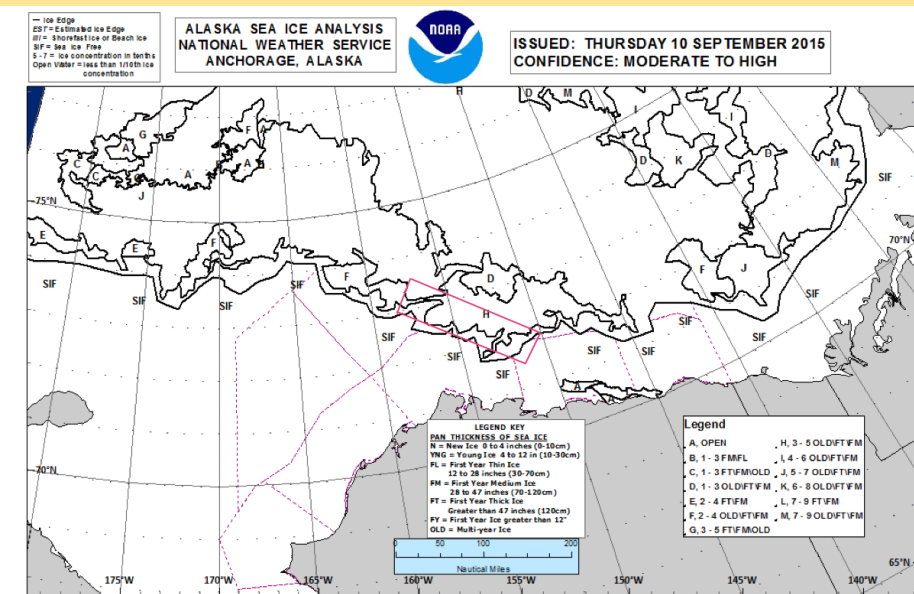 — Ice Edge
EST = Estimated Ice Edge
/// = Shorefast Ice or Beach Ice
SIF = Sea Ice Free
5 - 7 = Ice concentration in tenths
Open Water = less than 1/10th ice
concentration
ALASKA SEA ICE ANALYSIS
NATIONAL WEATHER SERVICE
ANCHORAGE, ALASKA
NOAA
ISSUED: THURSDAY 10 SEPTEMBER 2015
CONFIDENCE: MODERATE TO HIGH
H
D
M
I
G
F
A
I
A
D
K
D
M
C
C
A
A
J
SIF
75°N
E
E
F
70°N
F
D
F
J
SIF
SIF
SIF
SIF
SIF
H
SIF
SIF
SIF
SIF
SIF
SIF
SIF
A
A
70°N
LEGEND KEY
PAN THICKNESS OF SEA ICE
N = New Ice 0 to 4 inches (0-10cm)
YNG = Young Ice 4 to 12 in (10-30cm)
FL = First Year Thin Ice
12 to 28 inches (30-70cm)
FM = First Year Medium Ice
28 to 47 inches (70-120cm)
FT = First Year Thick Ice
Greater than 47 inches (120cm)
FY = First Year Ice greater than 12"
OLD = Multi-year Ice
Legend
A, OPEN
B, 1 - 3 FM\FL
C, 1 - 3 FT\FM\OLD
D, 1 - 3 OLD\FT\FM
E, 2 - 4 FT\FM
F, 2 - 4 OLD\FT\FM
G, 3 - 5 FT\FM\OLD
H, 3 - 5 OLD\FT\FM
I, 4 - 6 OLD\FT\FM
J, 5 - 7 OLD\FT\FM
K, 6 - 8 OLD\FT\FM
L, 7 - 9 FT\FM
M, 7 - 9 OLD\FT\FM
0 50 100 200
Nautical Miles
65°N
175°W
170°W
165°W
160°W
155°W
150°W
145°W
140°W